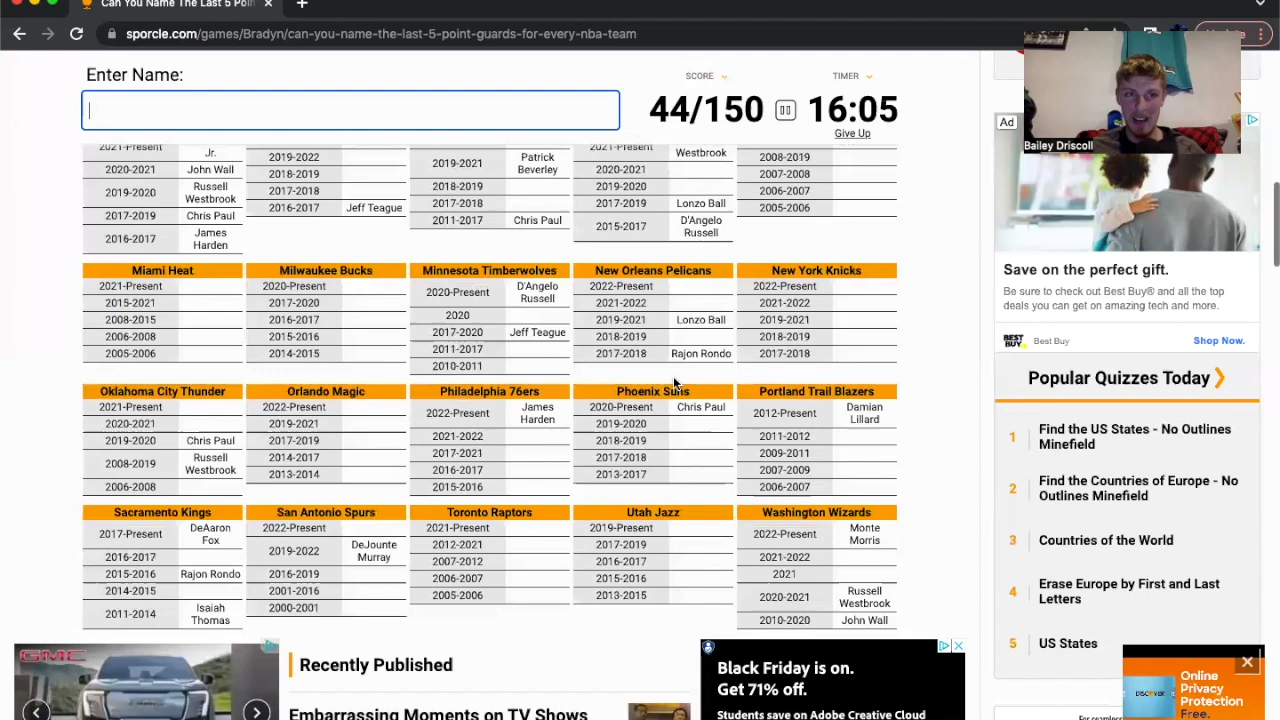 Can You Name The Last 5 Poin
sporcle.com/games/Bradyn/can-you-name-the-last-5-point-guards-for-every-nba-team
Enter Name:
SCORE
TIMER
44/150
16:05
Give Up
Bailey Driscoll
Ad
2021-Present Jr.
2020-2021 John Wall
2019-2020 Russell
Westbrook
2017-2019 Chris Paul
2016-2017 James
Harden
2019-2022
2018-2019
2017-2018
2016-2017 Jeff Teague
2019-2021 Patrick
Beverley
2018-2019
2017-2018
2011-2017 Chris Paul
2021-Present Westbrook
2020-2021
2019-2020
2017-2019 Lonzo Ball
2015-2017 D'Angelo
Russell
2008-2019
2007-2008
2006-2007
2005-2006
Miami Heat
2021-Present
2015-2021
2008-2015
2006-2008
2005-2006
Milwaukee Bucks
2020-Present
2017-2020
2016-2017
2015-2016
2014-2015
Minnesota Timberwolves
2020-Present D'Angelo
Russell
2020
2017-2020 Jeff Teague
2011-2017
2010-2011
New Orleans Pelicans
2022-Present
2021-2022
2019-2021 Lonzo Ball
2018-2019
2017-2018 Rajon Rondo
New York Knicks
2022-Present
2021-2022
2019-2021
2018-2019
2017-2018
Oklahoma City Thunder
2021-Present
2020-2021
2019-2020 Chris Paul
2008-2019 Russell
Westbrook
2006-2008
Orlando Magic
2022-Present
2019-2021
2017-2019
2014-2017
2013-2014
Philadelphia 76ers
2022-Present James
Harden
2021-2022
2017-2021
2016-2017
2015-2016
Phoenix Suns
2020-Present Chris Paul
2019-2020
2018-2019
2017-2018
2013-2017
Portland Trail Blazers
2012-Present Damian
Lillard
2011-2012
2009-2011
2007-2009
2006-2007
Sacramento Kings
2017-Present DeAaron
Fox
2016-2017
2015-2016 Rajon Rondo
2014-2015
2011-2014 Isaiah
Thomas
San Antonio Spurs
2022-Present
2019-2022 DeJounte
Murray
2016-2019
2001-2016
2000-2001
Toronto Raptors
2021-Present
2012-2021
2007-2012
2006-2007
2005-2006
Utah Jazz
2019-Present
2017-2019
2016-2017
2015-2016
2013-2015
Washington Wizards
2022-Present Monte
Morris
2021-2022
2021
2020-2021 Russell
Westbrook
2010-2020 John Wall
Save on the perfect gift.
Be sure to check out Best Buy® and all the top
deals you can get on amazing tech and more.
BEST
BUY
Best Buy
Shop Now.
Popular Quizzes Today
1 Find the US States - No Outlines
Minefield
2 Find the Countries of Europe - No
Outlines Minefield
3 Countries of the World
4 Erase Europe by First and Last
Letters
5 US States
GMC
Recently Published
Embarrassing Moments on TV Shows
Black Friday is on.
Get 71% off.
Students save on Adobe Creative Cloud
DISCOVER
Online
Privacy
Protection
Free.